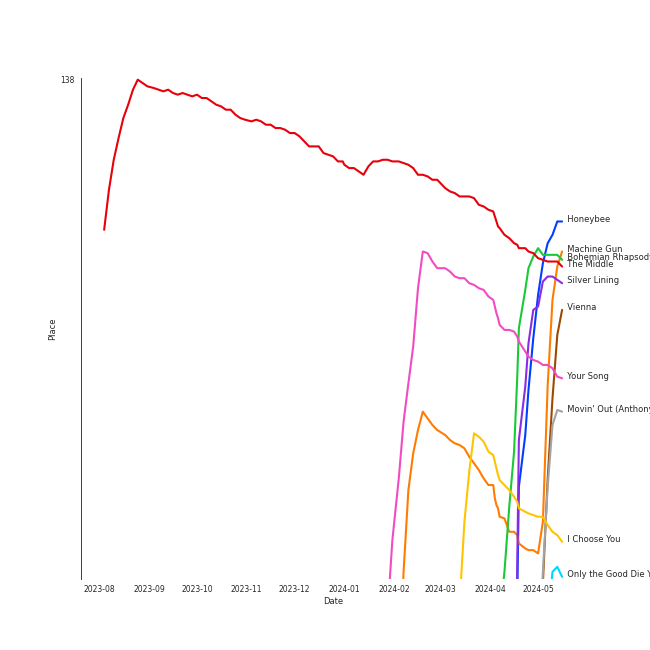 138
Honeybee
Machine Gun
Bohemian Rhapsody
The Middle
Silver Lining
Vienna
Your Song
Movin' Out (Anthony
I Choose You
Only the Good Die Y
Place
2023-08 2023-09 2023-10 2023-11 2023-12 2024-01 2024-02 2024-03 2024-04 2024-05
Date